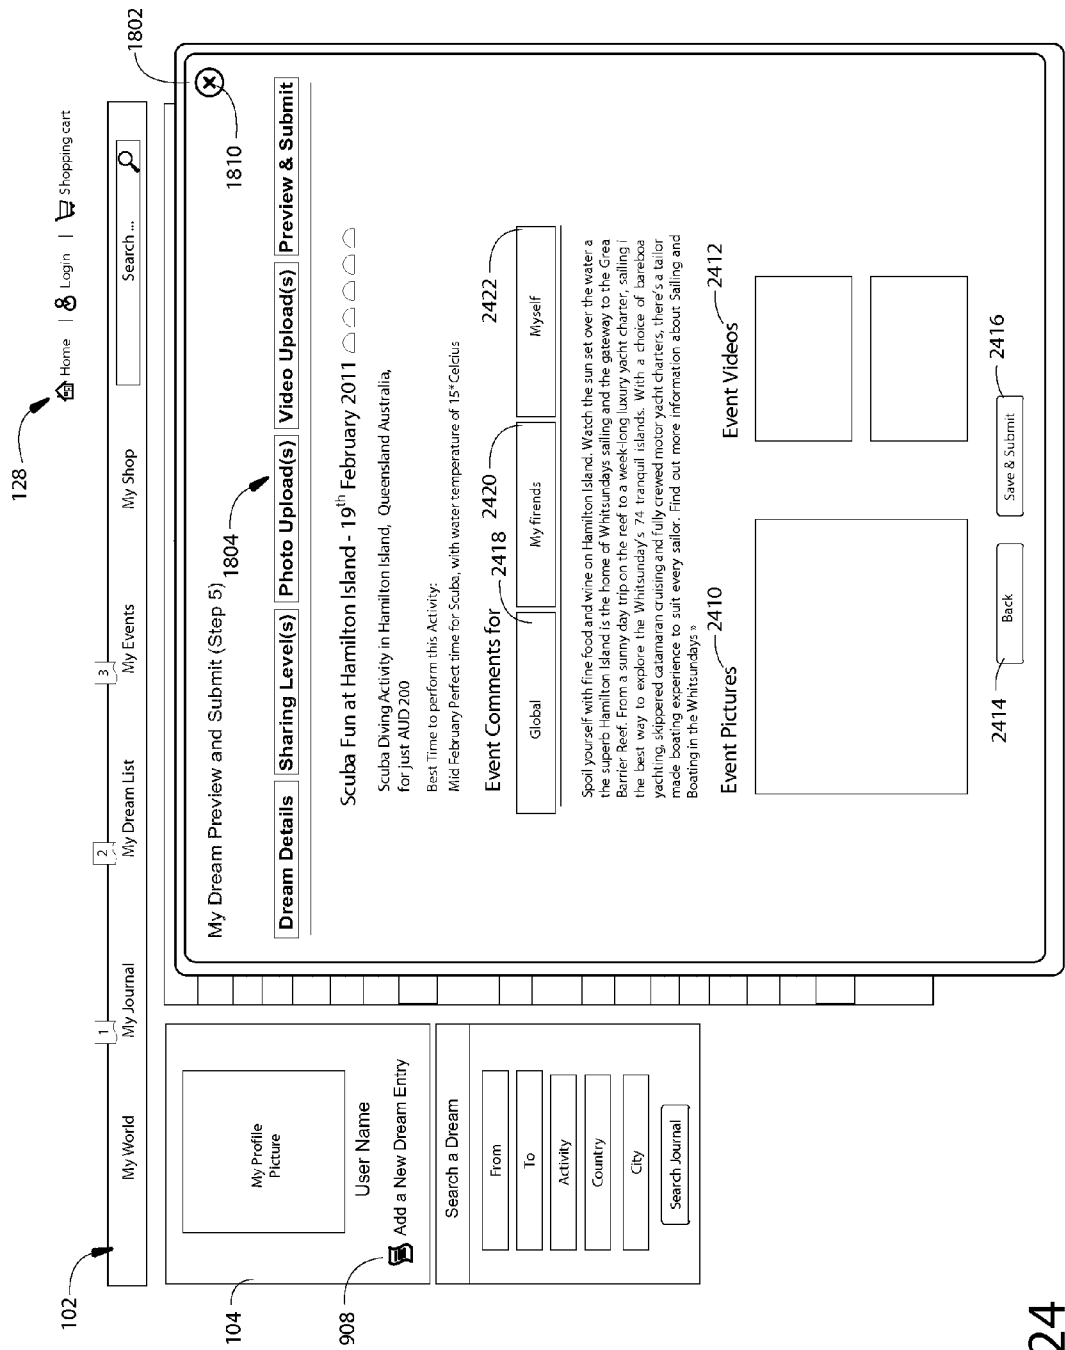 128
Home | Login | Shopping cart
1802
102
My World
1
My Journal
2
My Dream List
3
My Events
My Shop
Search ...
104
My Profile
Picture
User Name
908
Add a New Dream Entry
Search a Dream
From
To
Activity
Country
City
Search Journal
My Dream Preview and Submit (Step 5)
1804
1810
Dream Details Sharing Level(s) Photo Upload(s) Video Upload(s) Preview & Submit
Scuba Fun at Hamilton Island - 19th February 2011
Scuba Diving Activity in Hamilton Island, Queensland Australia,
for Just AUD 200
Best Time to perform this Activity:
Mid February Perfect time for Scuba, with water temperature of 15*Celcius
Event Comments for
2418
2420
2422
Global
My firends
Myself
Spoil yourself with fine food and wine on Hamilton Island. Watch the sun set over the water a
the superb Hamilton Island is the home of Whitsundays sailing and the gateway to the Grea
Barrier Reef. From a sunny day trip on the reef to a week-long luxury yacht charter, sailing i
the best way to explore the Whitsunday's 74 tranquil islands. With a choice of bareboa
yachting, skippered catamaran cruising and fully crewed motor yacht charters, there's a tailor
made boating experience to suit every sailor. Find out more information about Sailing and
Boating in the Whitsundays »
Event Pictures
2410
Event Videos
2412
2414
Back
Save & Submit
2416
24